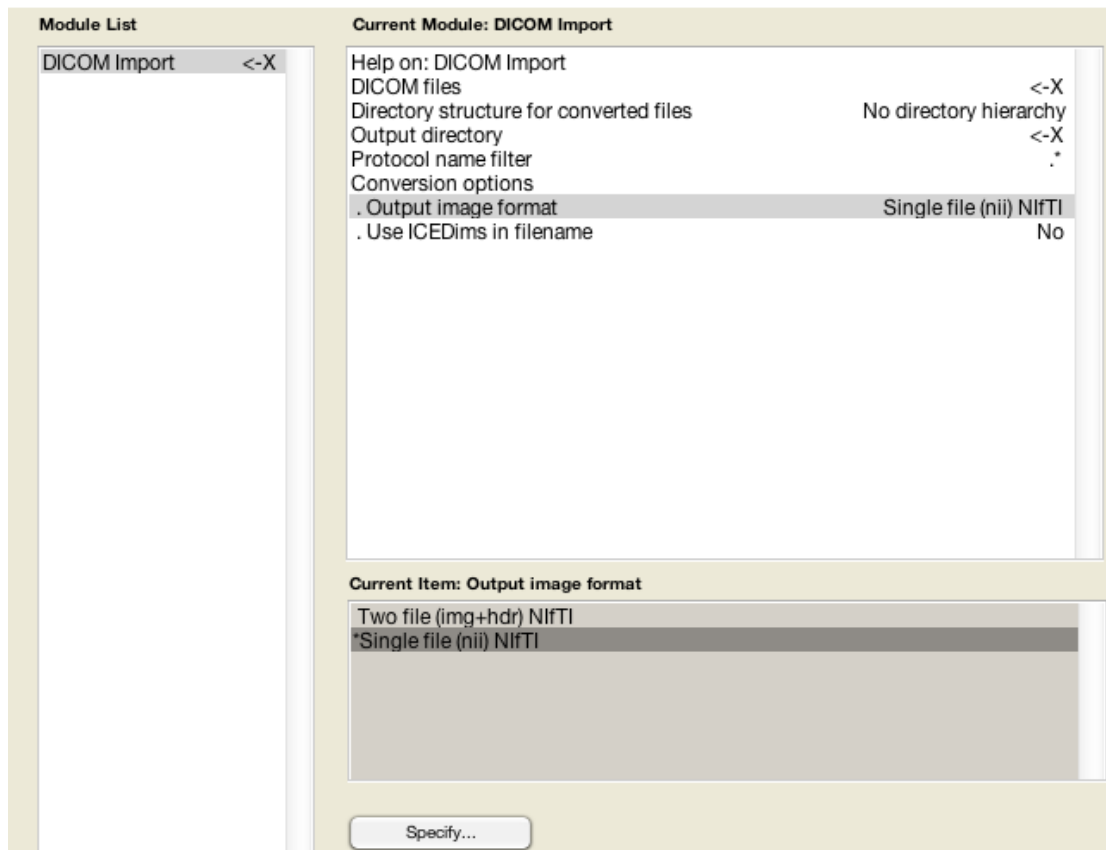 Module List
DICOM Import <-X
Current Module: DICOM Import
Help on: DICOM Import
DICOM files <-X
Directory structure for converted files No directory hierarchy
Output directory <-X
Protocol name filter .*
Conversion options
. Output image format Single file (nii) NIfTI
. Use ICEDims in filename No
Current Item: Output image format
Two file (img+hdr) NIfTI
*Single file (nii) NIfTI
Specify...